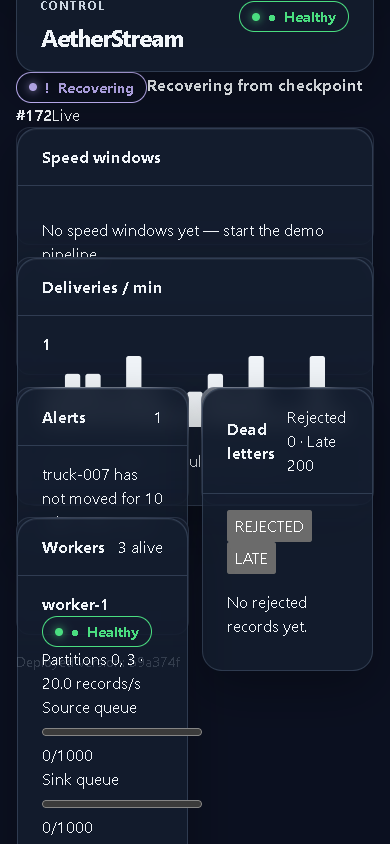 CONTROL
AetherStream
● Healthy
! Recovering
Recovering from checkpoint
#172Live
Speed windows
No speed windows yet — start the demo
pipeline
Deliveries / min
1
Alerts 1
truck-007 has
not moved for 10
Dead
letters
Rejected
0 · Late
200
REJECTED
LATE
No rejected
records yet.
Workers 3 alive
worker-1
● Healthy
Partitions 0, 3
20.0 records/s
Source queue
0/1000
Sink queue
0/1000